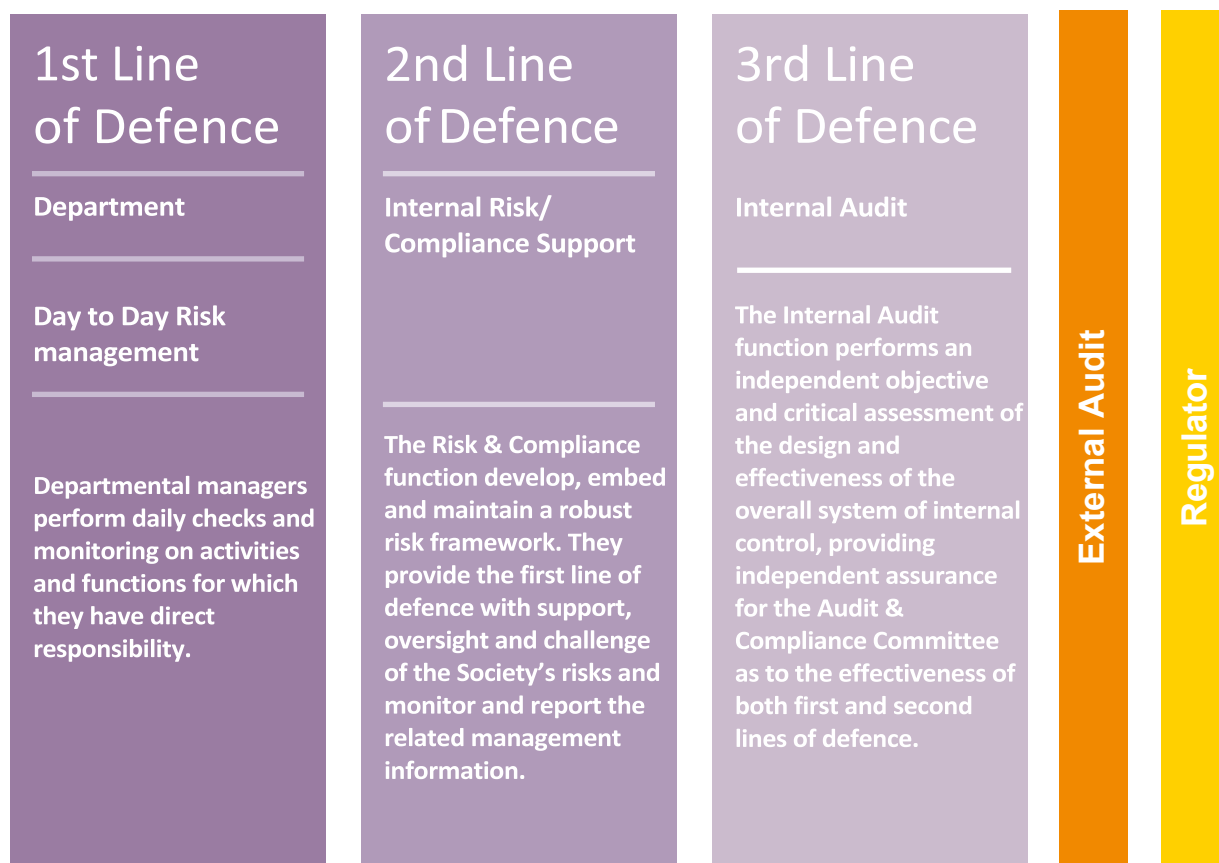 1st Line
of Defence
Department
Day to Day Risk
management
Departmental managers
perform daily checks and
monitoring on activities
and functions for which
they have direct
responsibility.
2nd Line
of Defence
Internal Risk/
Compliance Support
The Risk & Compliance
function develop, embed
and maintain a robust
risk framework. They
provide the first line of
defence with support,
oversight and challenge
of the Society’s risks and
monitor and report the
related management
information.
3rd Line
of Defence
Internal Audit
The Internal Audit
function performs an
independent objective
and critical assessment of
the design and
effectiveness of the
overall system of internal
control, providing
independent assurance
for the Audit &
Compliance Committee
as to the effectiveness of
both first and second
lines of defence.
External Audit
Regulator